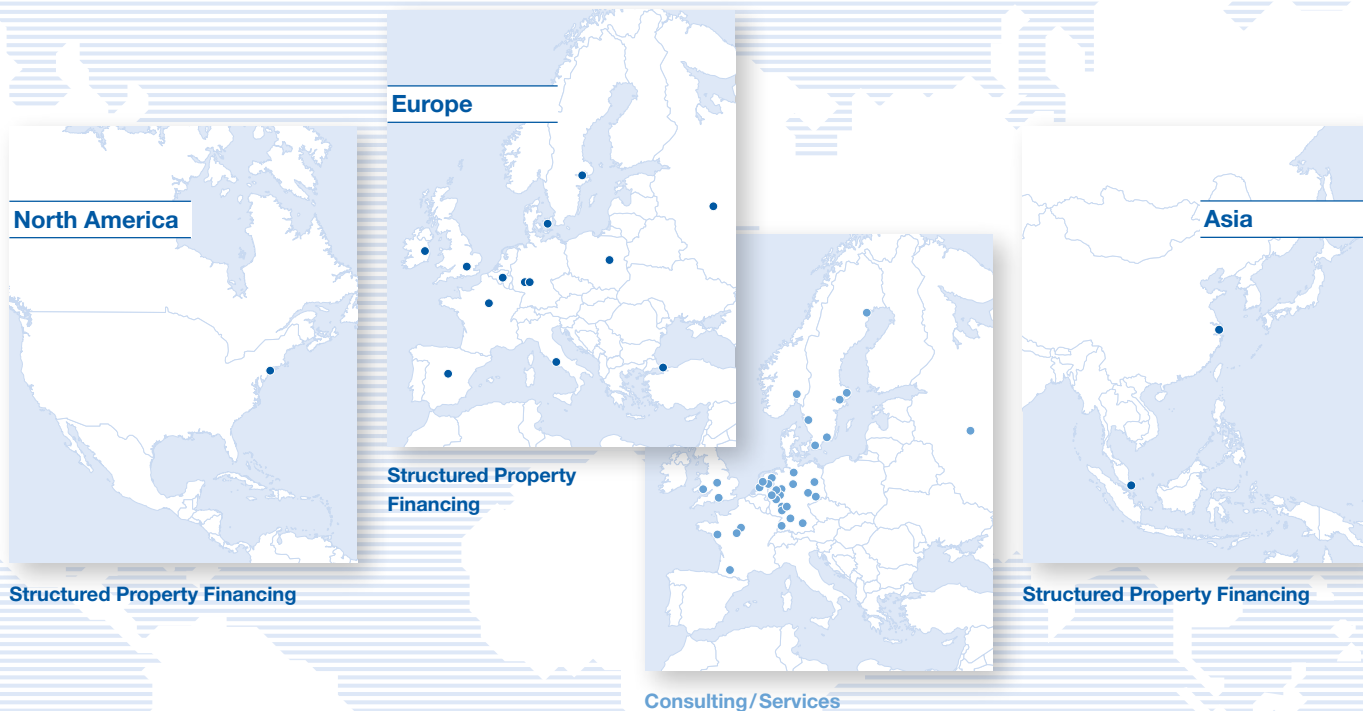 Europe
North America
Asia
Structured Property
Financing
Structured Property Financing
Structured Property Financing
Consulting/Services